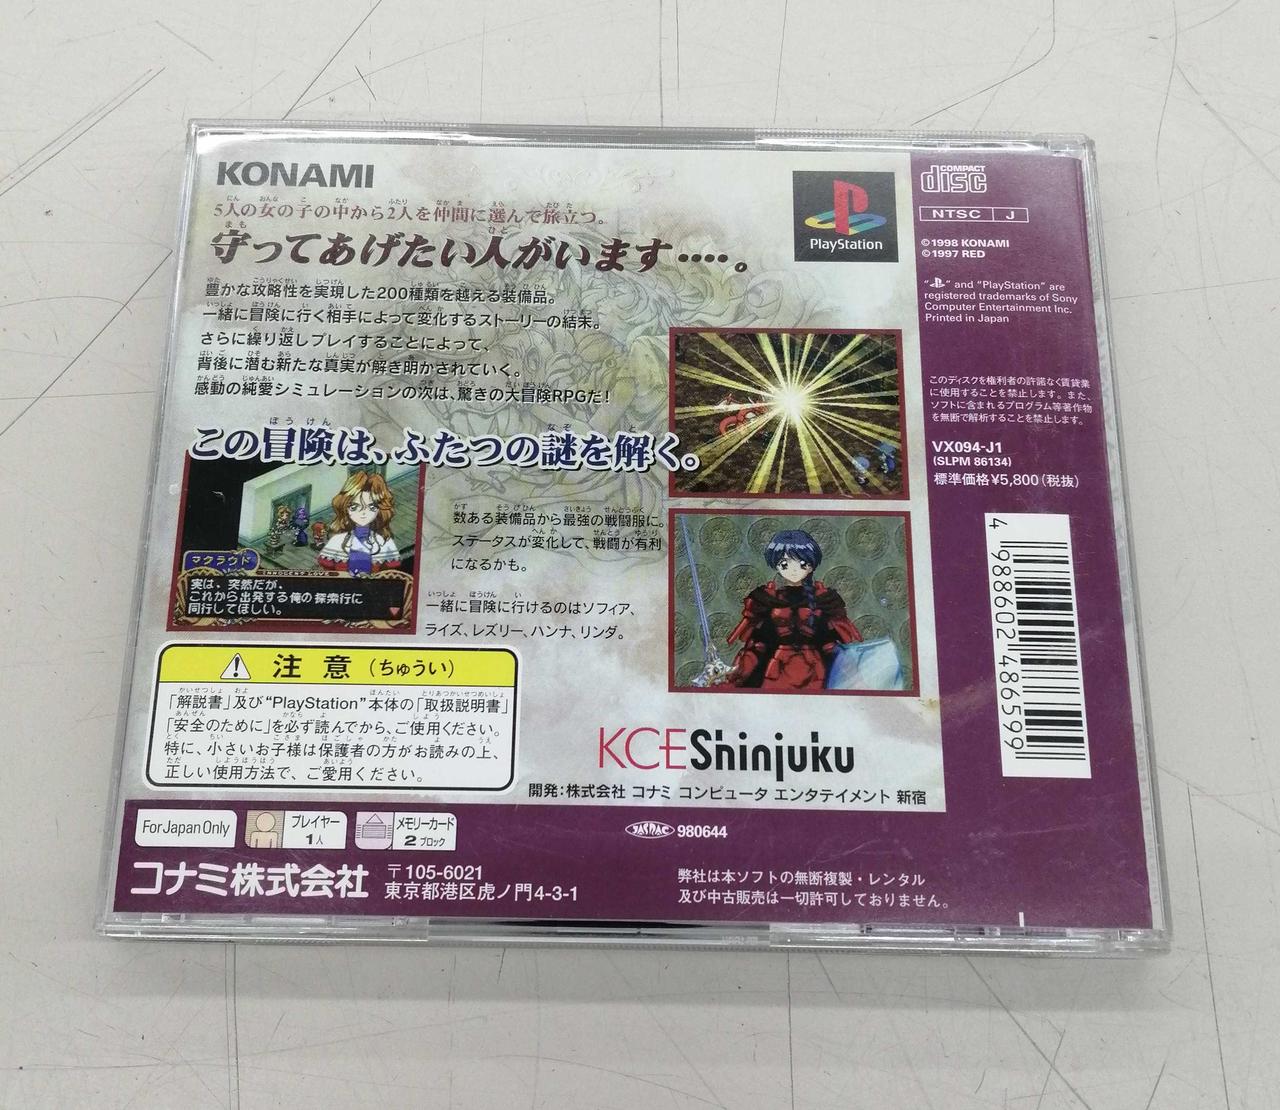 KONAMI
5人の女の子の中から2人を仲間に選んで旅立つ。
守ってあげたい人がいます‥‥。
豊かな攻略性を実現した200種類を越える装備品。
一緒に冒険に行く相手によって変化するストーリーの結末。
さらに繰り返しプレイすることによって、
背後に潜む新たな真実が解き明かされていく。
感動の純愛シミュレーションの次は、驚きの大冒険RPGだ!
この冒険は、ふたつの謎を解く。
マクラウド
INNOCENT LOVE
実は、突然だが、
これから出発する俺の探索行に
同行してほしい。
数ある装備品から最強の戦闘服に。
ステータスが変化して、戦闘が有利
になるかも。
一緒に冒険に行けるのはソフィア、
ライズ、レズリー、ハンナ、リンダ。
注意(ちゅうい)
「解説書」及び“PlayStation”本体の「取扱説明書」
「安全のために」を必ず読んでから、ご使用ください。
特に、小さいお子様は保護者の方がお読みの上、
正しい使用方法で、ご愛用ください。
KCEShinjuku
開発:株式会社 コナミ コンピュータ エンタテイメント 新宿
For Japan Only
プレイヤー
1人
メモリーカード
2ブロック
JASRAC 980644
コナミ株式会社
〒105-6021
東京都港区虎ノ門4-3-1
弊社は本ソフトの無断複製・レンタル
及び中古販売は一切許可しておりません。
PlayStation
COMPACT
disc
NTSC J
©1998 KONAMI
©1997 RED
“PS” and “PlayStation” are
registered trademarks of Sony
Computer Entertainment Inc.
Printed in Japan
このディスクを権利者の許諾なく賃貸業
に使用することを禁止します。また、
ソフトに含まれるプログラム等著作物
を無断で解析することを禁止します。
VX094-J1
(SLPM 86134)
標準価格¥5,800(税抜)
4 988602 486599